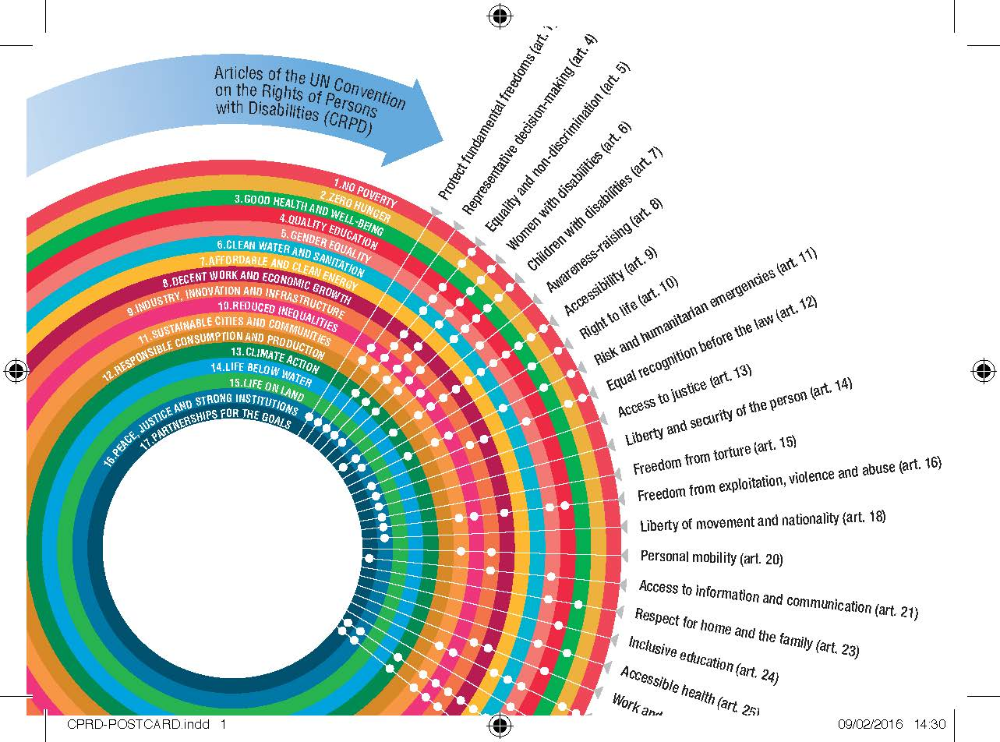 Articles of the UN Convention
on the Rights of Persons
with Disabilities (CRPD)
1.NO POVERTY
2.ZERO HUNGER
3.GOOD HEALTH AND WELL-BEING
4.QUALITY EDUCATION
5.GENDER EQUALITY
6.CLEAN WATER AND SANITATION
7.AFFORDABLE AND CLEAN ENERGY
8.DECENT WORK AND ECONOMIC GROWTH
9.INDUSTRY, INNOVATION AND INFRASTRUCTURE
10.REDUCED INEQUALITIES
11.SUSTAINABLE CITIES AND COMMUNITIES
12.RESPONSIBLE CONSUMPTION AND PRODUCTION
13.CLIMATE ACTION
14.LIFE BELOW WATER
15.LIFE ON LAND
16.PEACE, JUSTICE AND STRONG INSTITUTIONS
17.PARTNERSHIPS FOR THE GOALS
Protect fundamental freedoms (art.
Representative decision-making (art. 4)
Equality and non-discrimination (art. 5)
Women with disabilities (art. 6)
Children with disabilities (art. 7)
Awareness-raising (art. 8)
Accessibility (art. 9)
Right to life (art. 10)
Risk and humanitarian emergencies (art. 11)
Equal recognition before the law (art. 12)
Access to justice (art. 13)
Liberty and security of the person (art. 14)
Freedom from torture (art. 15)
Freedom from exploitation, violence and abuse (art. 16)
Liberty of movement and nationality (art. 18)
Personal mobility (art. 20)
Access to information and communication (art. 21)
Respect for home and the family (art. 23)
Inclusive education (art. 24)
Accessible health (art. 25)
Work and
CPRD-POSTCARD.indd 1
09/02/2016 14:30